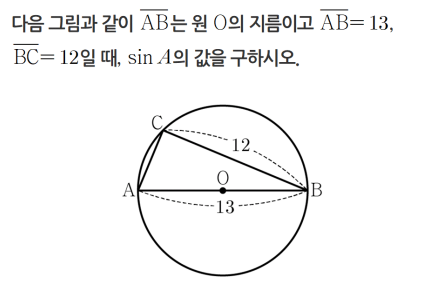 다음 그림과 같이 AB는 원 O의 지름이고 AB=13,
BC=12일 때, sin A의 값을 구하시오.
C
12
A
O
B
13